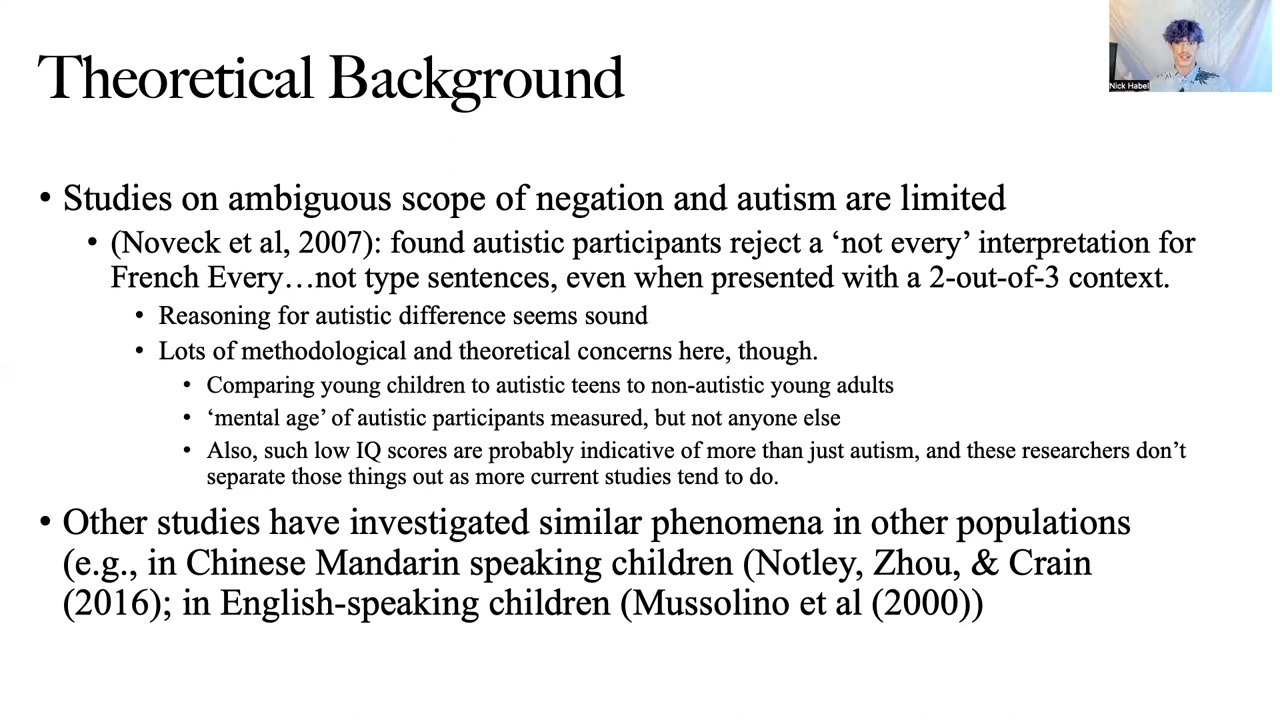 Theoretical Background
Nick Habel
• Studies on ambiguous scope of negation and autism are limited
• (Noveck et al, 2007): found autistic participants reject a ‘not every’ interpretation for
French Every…not type sentences, even when presented with a 2-out-of-3 context.
• Reasoning for autistic difference seems sound
• Lots of methodological and theoretical concerns here, though.
• Comparing young children to autistic teens to non-autistic young adults
• ‘mental age’ of autistic participants measured, but not anyone else
• Also, such low IQ scores are probably indicative of more than just autism, and these researchers don’t
separate those things out as more current studies tend to do.
• Other studies have investigated similar phenomena in other populations
(e.g., in Chinese Mandarin speaking children (Notley, Zhou, & Crain
(2016); in English-speaking children (Mussolino et al (2000))